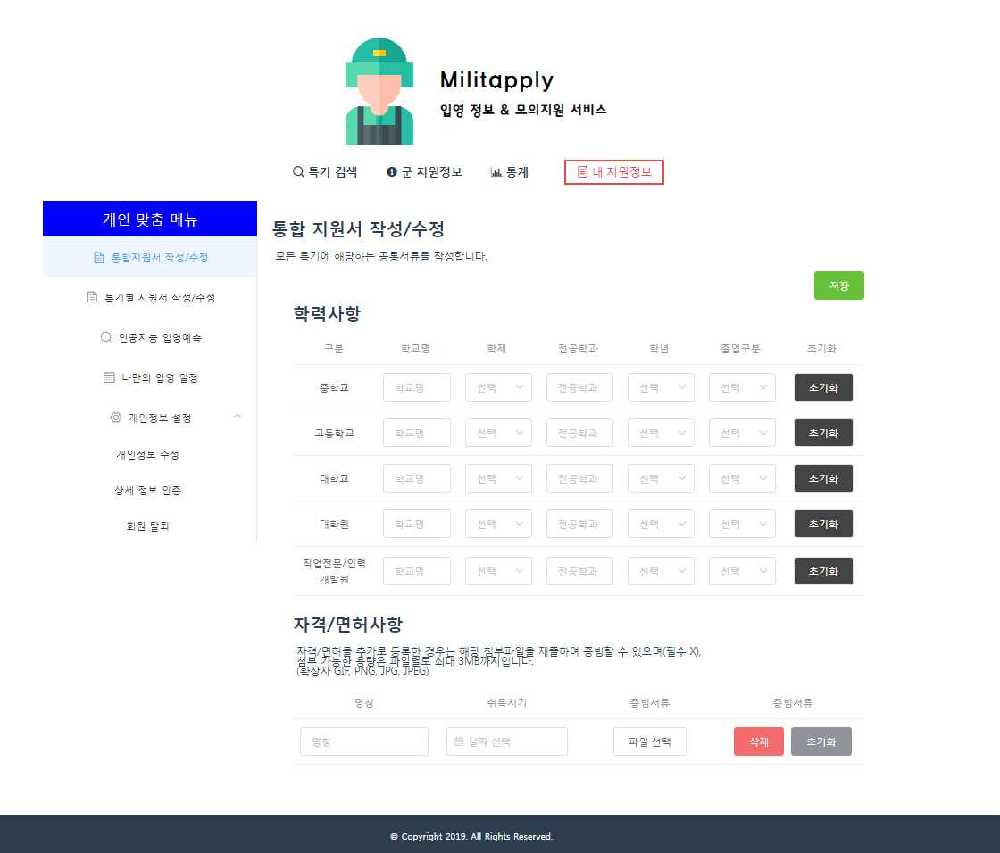 Militapply
입영 정보 & 모의지원 서비스
특기 검색 군 지원정보 통계 내 지원정보
개인 맞춤 메뉴
통합지원서 작성/수정
특기별 지원서 작성/수정
인공지능 입영예측
나만의 입영 일정
개인정보 설정
개인정보 수정
상세 정보 인증
회원 탈퇴
통합 지원서 작성/수정
모든 특기에 해당하는 공통서류를 작성합니다.
저장
학력사항
구분 학교명 학제 전공학과 학년 졸업구분 초기화
중학교 학교명 선택 전공학과 선택 선택 초기화
고등학교 학교명 선택 전공학과 선택 선택 초기화
대학교 학교명 선택 전공학과 선택 선택 초기화
대학원 학교명 선택 전공학과 선택 선택 초기화
직업전문/인력
개발원 학교명 선택 전공학과 선택 선택 초기화
자격/면허사항
자격/면허를 추가로 등록한 경우는 해당 첨부파일을 제출하여 증빙할 수 있으며(필수 X),
첨부 가능한 용량은 파일별로 최대 3MB까지입니다.
(확장자 GIF, PNG, JPG, JPEG)
명칭 취득시기 증빙서류 증빙서류
명칭 날짜 선택 파일 선택 삭제 초기화
© Copyright 2019. All Rights Reserved.